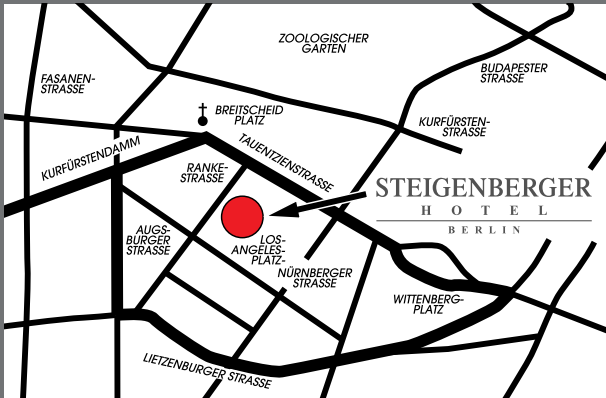 ZOOLOGISCHER
GARTEN
FASANEN-
STRASSE
BUDAPESTER
STRASSE
BREITSCHEID
PLATZ
KURFÜRSTEN-
STRASSE
KURFÜRSTENDAMM
TAUENTZIENSTRASSE
RANKE-
STRASSE
STEIGENBERGER
HOTEL
BERLIN
AUGS-
BURGER
STRASSE
LOS-
ANGELES-
PLATZ-
NÜRNBERGER
STRASSE
WITTENBERG-
PLATZ
LIETZENBURGER STRASSE